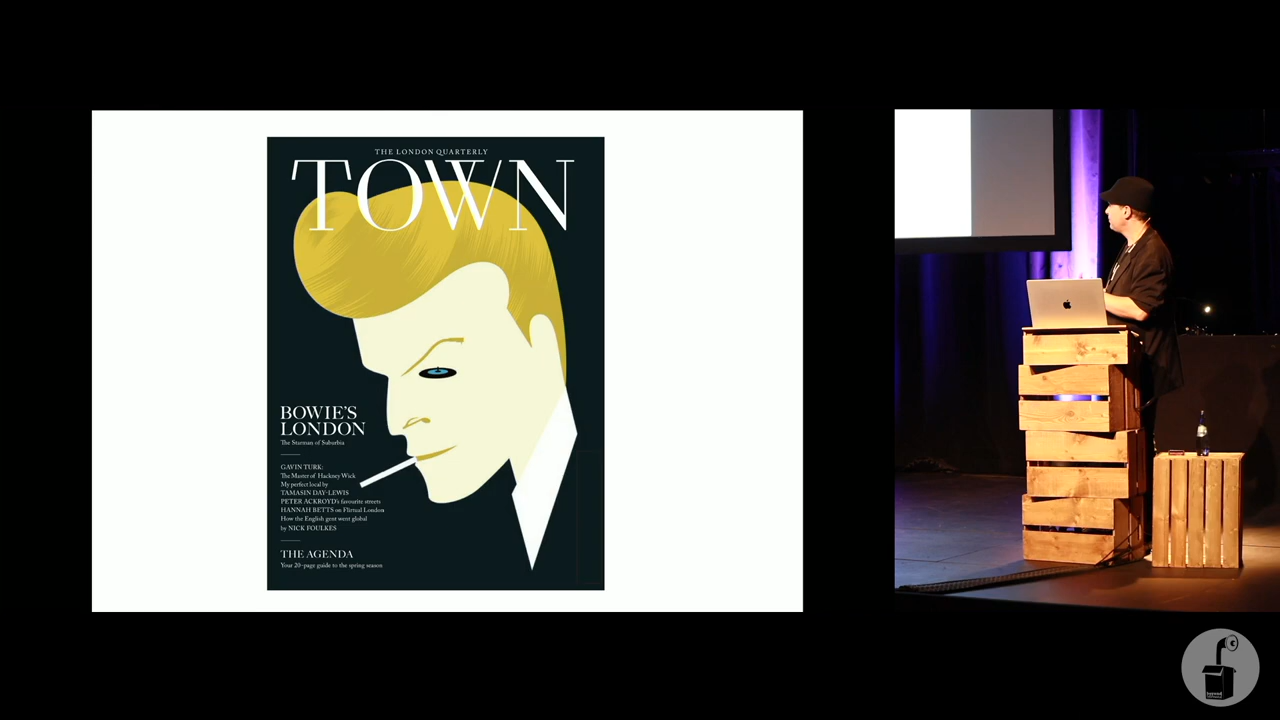 THE LONDON QUARTERLY
TOWN
BOWIE'S
LONDON
The Starman of Suburbia
GAVIN TURK:
The Master of Hackney Wick
My perfect local by
TAMASIN DAY-LEWIS
PETER ACKROYD's favourite streets
HANNAH BETTS on Flirtual London
How the English gent went global
by NICK FOULKES
THE AGENDA
Your 20-page guide to the spring season